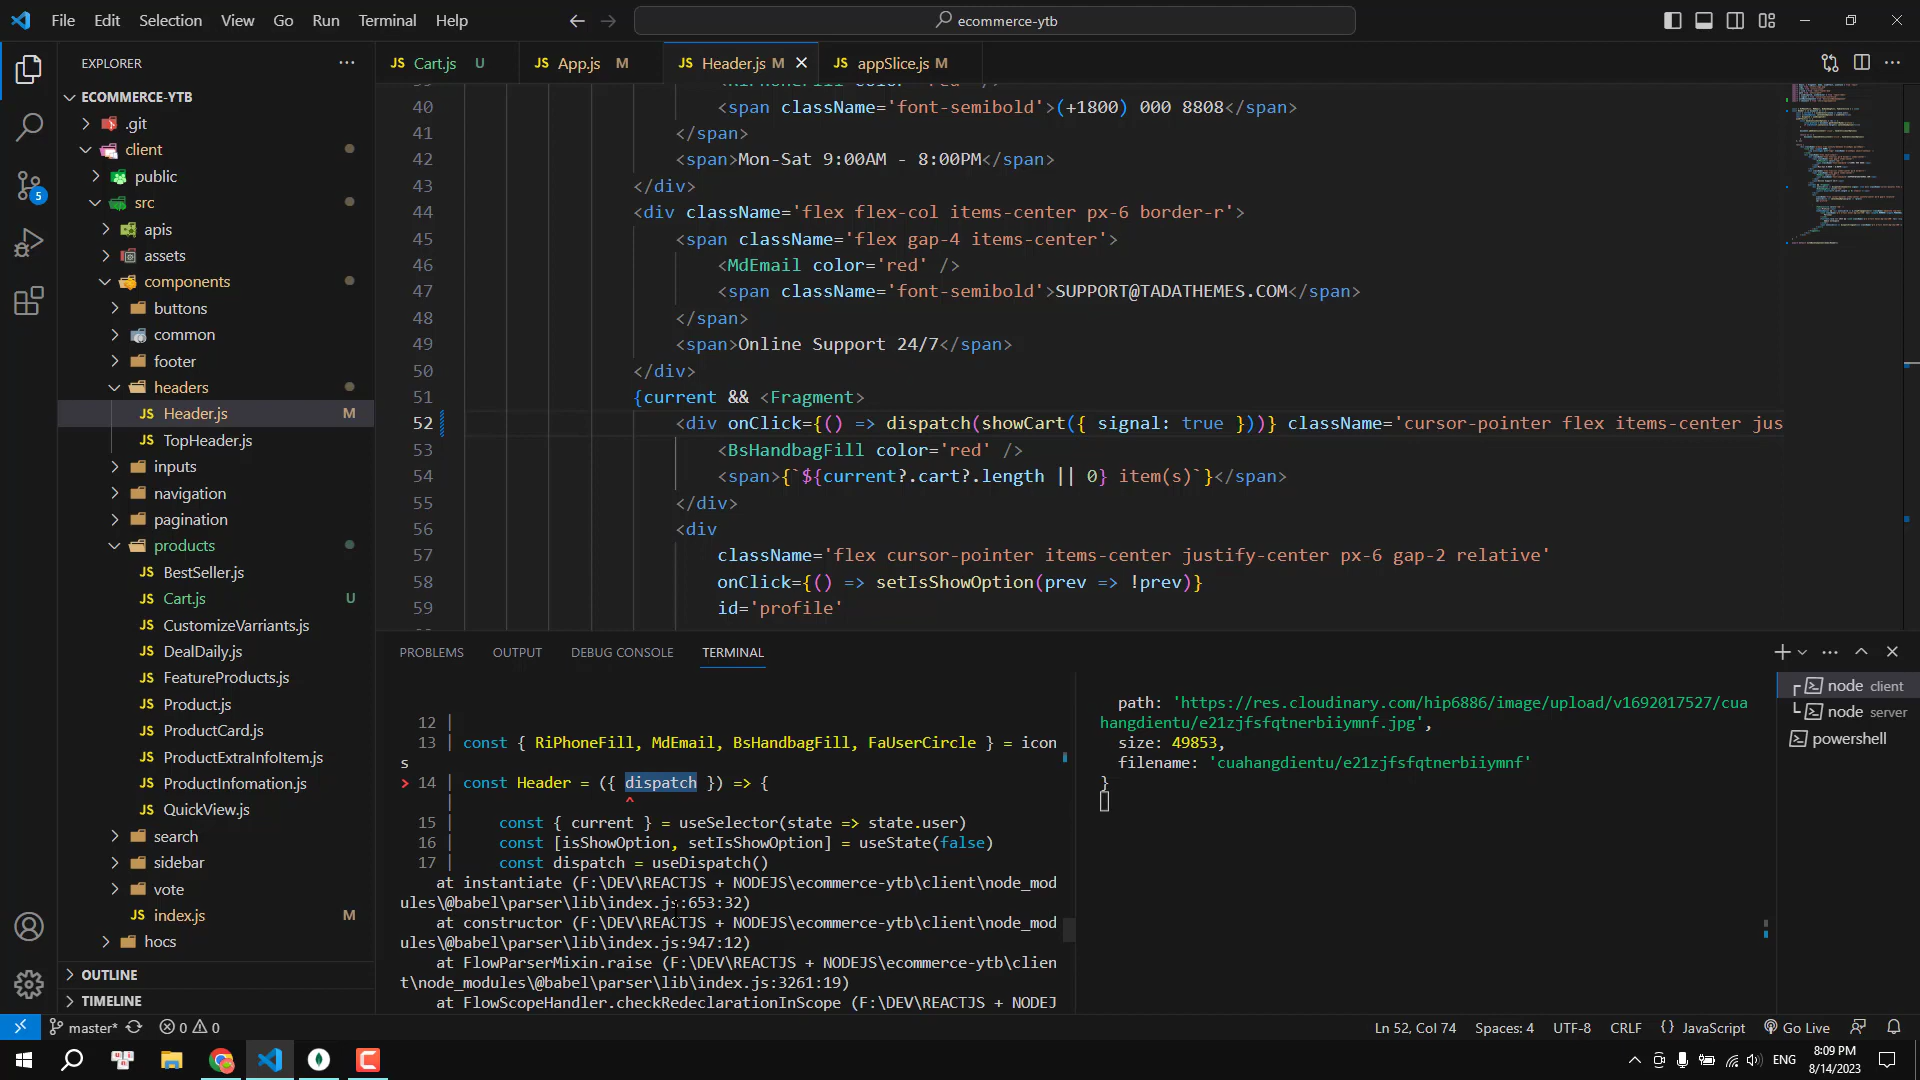 File Edit Selection View Go Run Terminal Help
ecommerce-ytb
EXPLORER
ECOMMERCE-YTB
.git
client
public
src
apis
assets
components
buttons
common
footer
headers
JS Header.js M
JS TopHeader.js
inputs
navigation
pagination
products
JS BestSeller.js
JS Cart.js U
JS CustomizeVarriants.js
JS DealDaily.js
JS FeatureProducts.js
JS Product.js
JS ProductCard.js
JS ProductExtraInfoItem.js
JS ProductInfomation.js
JS QuickView.js
search
sidebar
vote
JS index.js M
hocs
OUTLINE
TIMELINE
5
JS Cart.js U JS App.js M JS Header.js M JS appSlice.js M
40 <span className='font-semibold'>(+1800) 000 8808</span>
41 </span>
42 <span>Mon-Sat 9:00AM - 8:00PM</span>
43 </div>
44 <div className='flex flex-col items-center px-6 border-r'>
45 <span className='flex gap-4 items-center'>
46 <MdEmail color='red' />
47 <span className='font-semibold'>SUPPORT@TADATHEMES.COM</span>
48 </span>
49 <span>Online Support 24/7</span>
50 </div>
51 {current && <Fragment>
52 <div onClick={() => dispatch(showCart({ signal: true }))} className='cursor-pointer flex items-center jus
53 <BsHandbagFill color='red' />
54 <span>{`${current?.cart?.length || 0} item(s)`}</span>
55 </div>
56 <div
57 className='flex cursor-pointer items-center justify-center px-6 gap-2 relative'
58 onClick={() => setIsShowOption(prev => !prev)}
59 id='profile'
PROBLEMS OUTPUT DEBUG CONSOLE TERMINAL
12 |
13 | const { RiPhoneFill, MdEmail, BsHandbagFill, FaUserCircle } = icon
s
> 14 | const Header = ({ dispatch }) => {
| ^
15 | const { current } = useSelector(state => state.user)
16 | const [isShowOption, setIsShowOption] = useState(false)
17 | const dispatch = useDispatch()
at instantiate (F:\DEV\REACTJS + NODEJS\ecommerce-ytb\client\node_mod
ules\@babel\parser\lib\index.js:653:32)
at constructor (F:\DEV\REACTJS + NODEJS\ecommerce-ytb\client\node_mod
ules\@babel\parser\lib\index.js:947:12)
at FlowParserMixin.raise (F:\DEV\REACTJS + NODEJS\ecommerce-ytb\clien
t\node_modules\@babel\parser\lib\index.js:3261:19)
at FlowScopeHandler.checkRedeclarationInScope (F:\DEV\REACTJS + NODEJ
path: 'https://res.cloudinary.com/hip6886/image/upload/v1692017527/cua
hangdientu/e21zjfsfqtnerbiiymnf.jpg',
size: 49853,
filename: 'cuahangdientu/e21zjfsfqtnerbiiymnf'
}
node client
node server
powershell
master* 0 0
Ln 52, Col 74 Spaces: 4 UTF-8 CRLF {} JavaScript Go Live
ENG
8:09 PM
8/14/2023